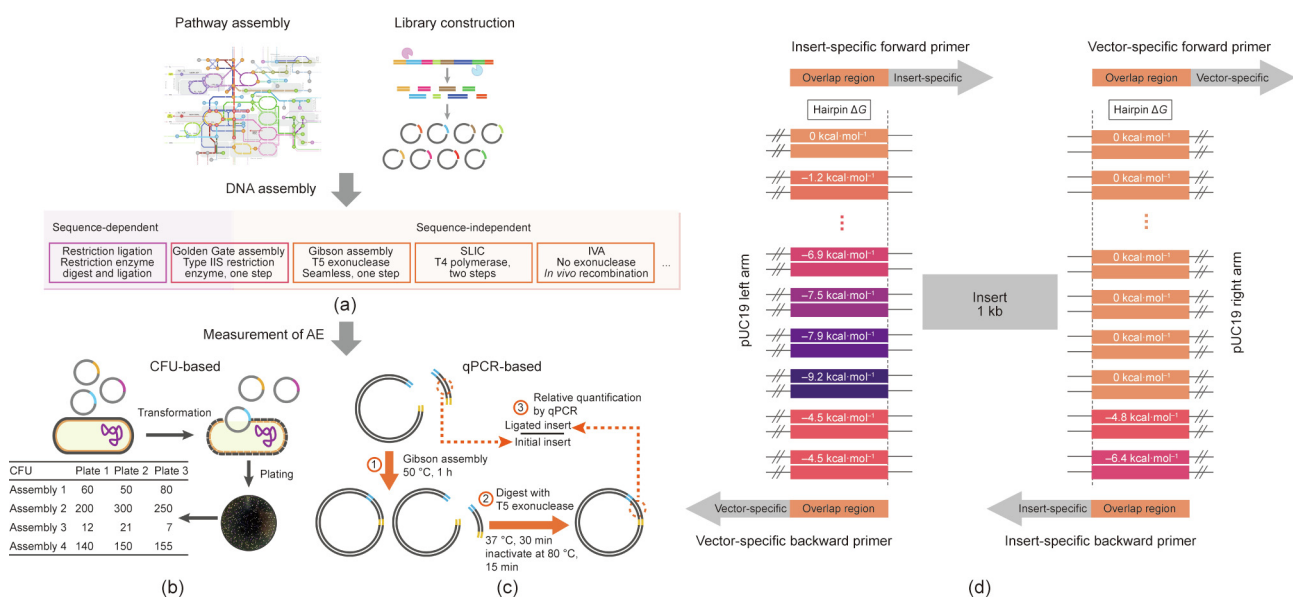 Pathway assembly
Library construction
DNA assembly
Sequence-dependent
Sequence-independent
Restriction ligation
Restriction enzyme
digest and ligation
Golden Gate assembly
Type IIS restriction
enzyme, one step
Gibson assembly
T5 exonuclease
Seamless, one step
SLIC
T4 polymerase,
two steps
IVA
No exonuclease
In vivo recombination
...
(a)
Measurement of AE
CFU-based
Transformation
Plating
CFU Plate 1 Plate 2 Plate 3
Assembly 1 60 50 80
Assembly 2 200 300 250
Assembly 3 12 21 7
Assembly 4 140 150 155
(b)
qPCR-based
3 Relative quantification
by qPCR
Ligated insert
Initial insert
1
Gibson assembly
50 °C, 1 h
2 Digest with
T5 exonuclease
37 °C, 30 min
inactivate at 80 °C,
15 min
(c)
Insert-specific forward primer
Overlap region Insert-specific
Hairpin ΔG
0 kcal·mol⁻¹
–1.2 kcal·mol⁻¹
–6.9 kcal·mol⁻¹
–7.5 kcal·mol⁻¹
–7.9 kcal·mol⁻¹
–9.2 kcal·mol⁻¹
–4.5 kcal·mol⁻¹
–4.5 kcal·mol⁻¹
pUC19 left arm
Vector-specific Overlap region
Vector-specific backward primer
Insert
1 kb
Vector-specific forward primer
Overlap region Vector-specific
Hairpin ΔG
0 kcal·mol⁻¹
0 kcal·mol⁻¹
0 kcal·mol⁻¹
0 kcal·mol⁻¹
0 kcal·mol⁻¹
0 kcal·mol⁻¹
–4.8 kcal·mol⁻¹
–6.4 kcal·mol⁻¹
pUC19 right arm
Insert-specific Overlap region
Insert-specific backward primer
(d)